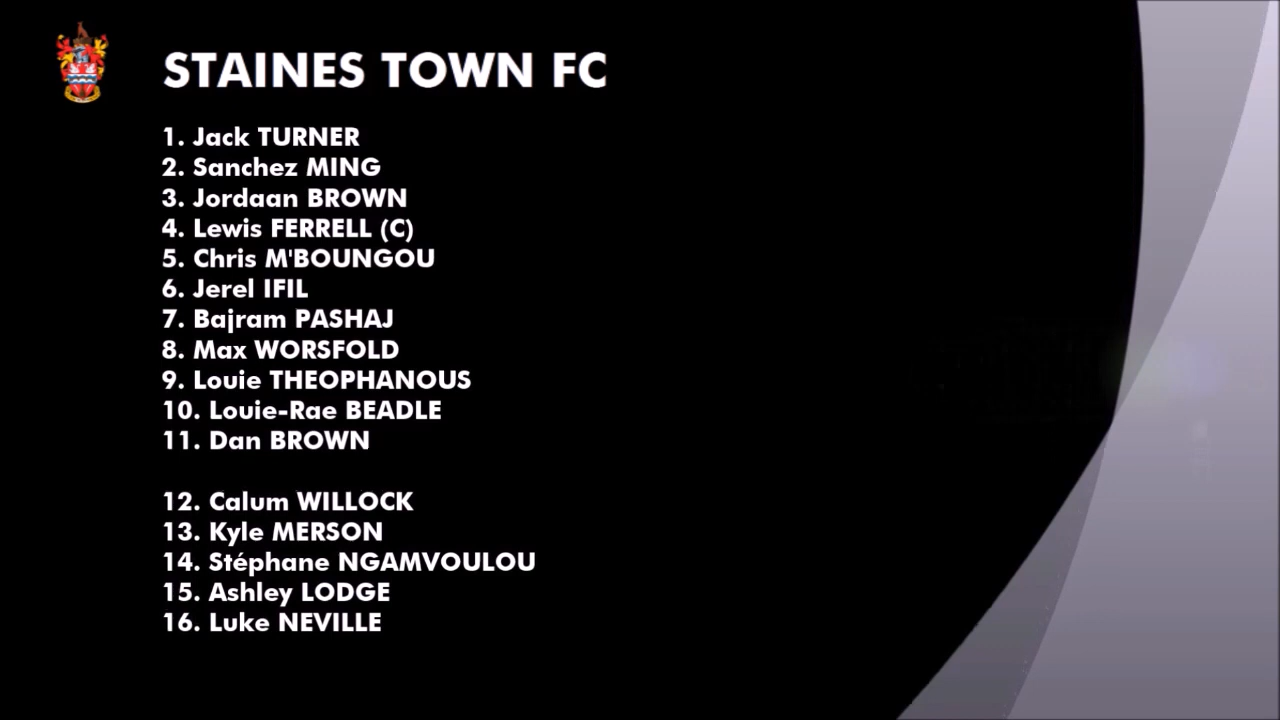 STAINES TOWN FC
1. Jack TURNER
2. Sanchez MING
3. Jordaan BROWN
4. Lewis FERRELL (C)
5. Chris M'BOUNGOU
6. Jerel IFIL
7. Bajram PASHAJ
8. Max WORSFOLD
9. Louie THEOPHANOUS
10. Louie-Rae BEADLE
11. Dan BROWN
12. Calum WILLOCK
13. Kyle MERSON
14. Stéphane NGAMVOULOU
15. Ashley LODGE
16. Luke NEVILLE